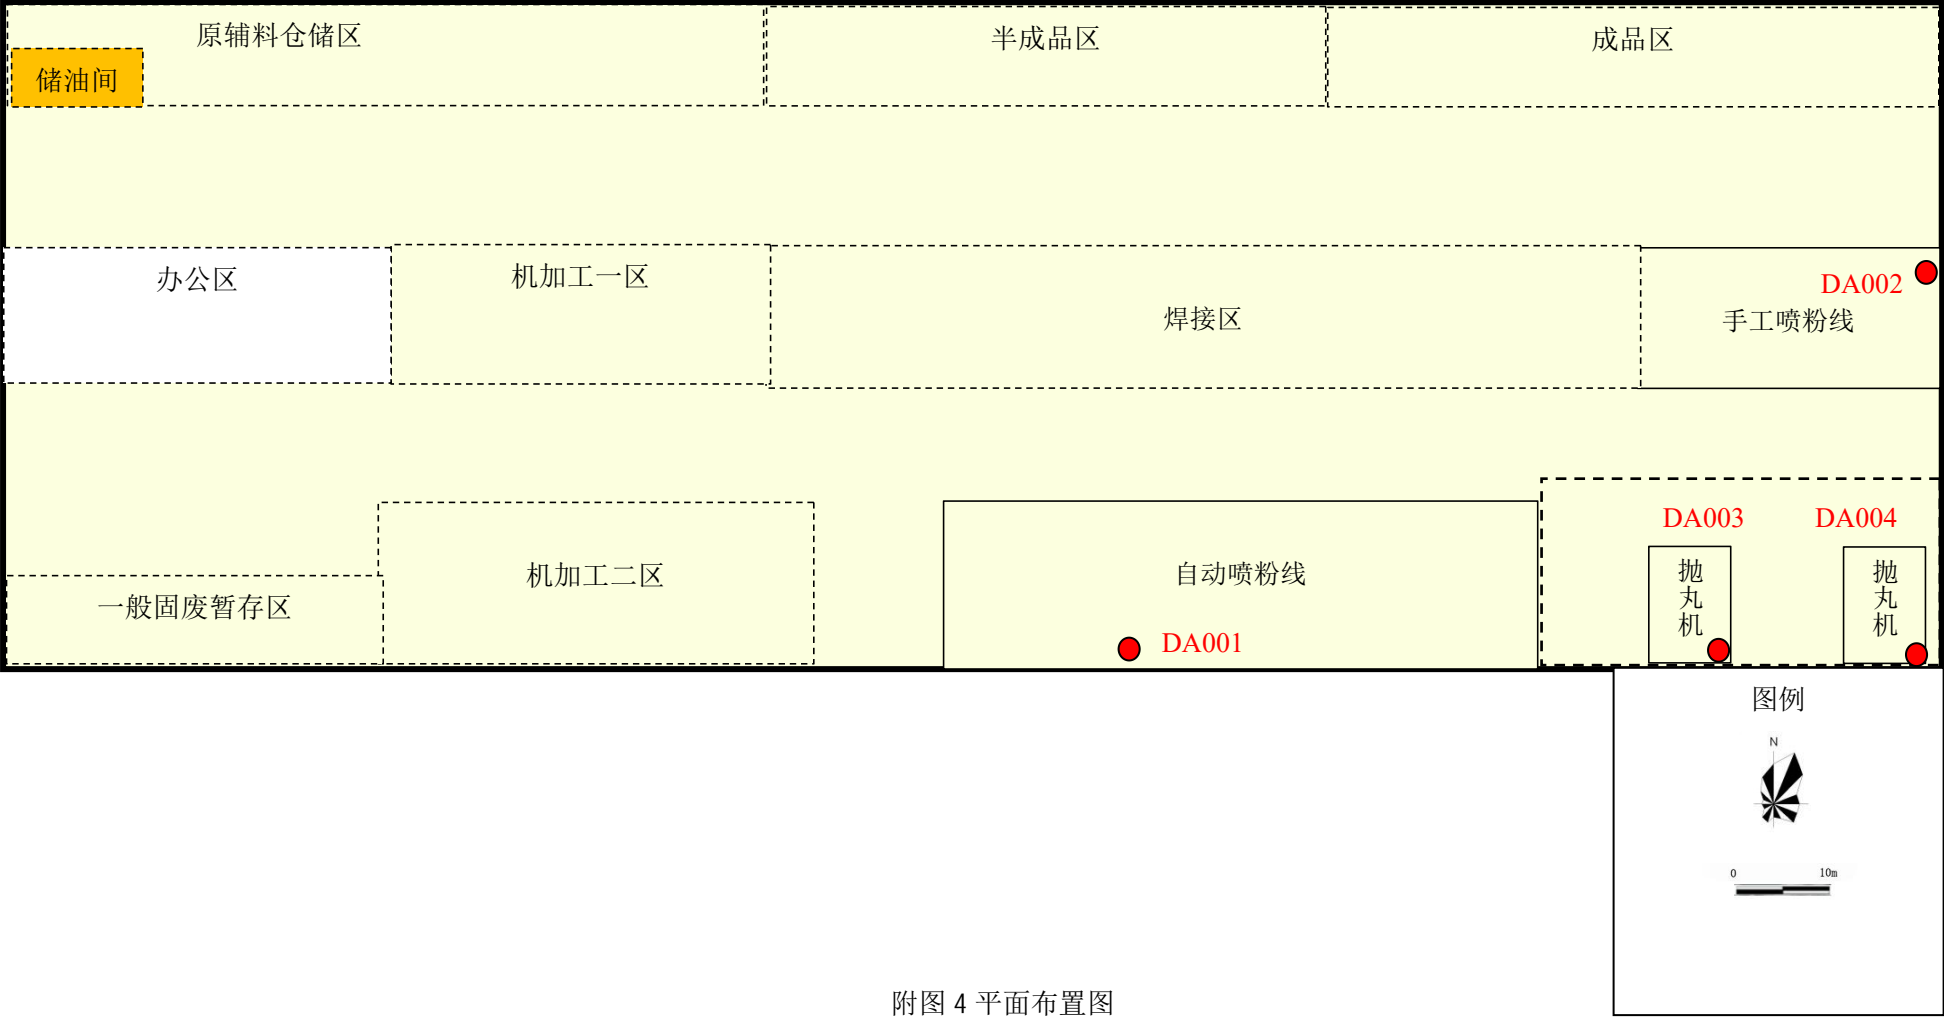 原辅料仓储区
半成品区
成品区
储油间
办公区
机加工一区
焊接区
DA002
手工喷粉线
DA003
DA004
机加工二区
自动喷粉线
抛丸机
抛丸机
一般固废暂存区
DA001
图例
N
0
10m
附图 4 平面布置图